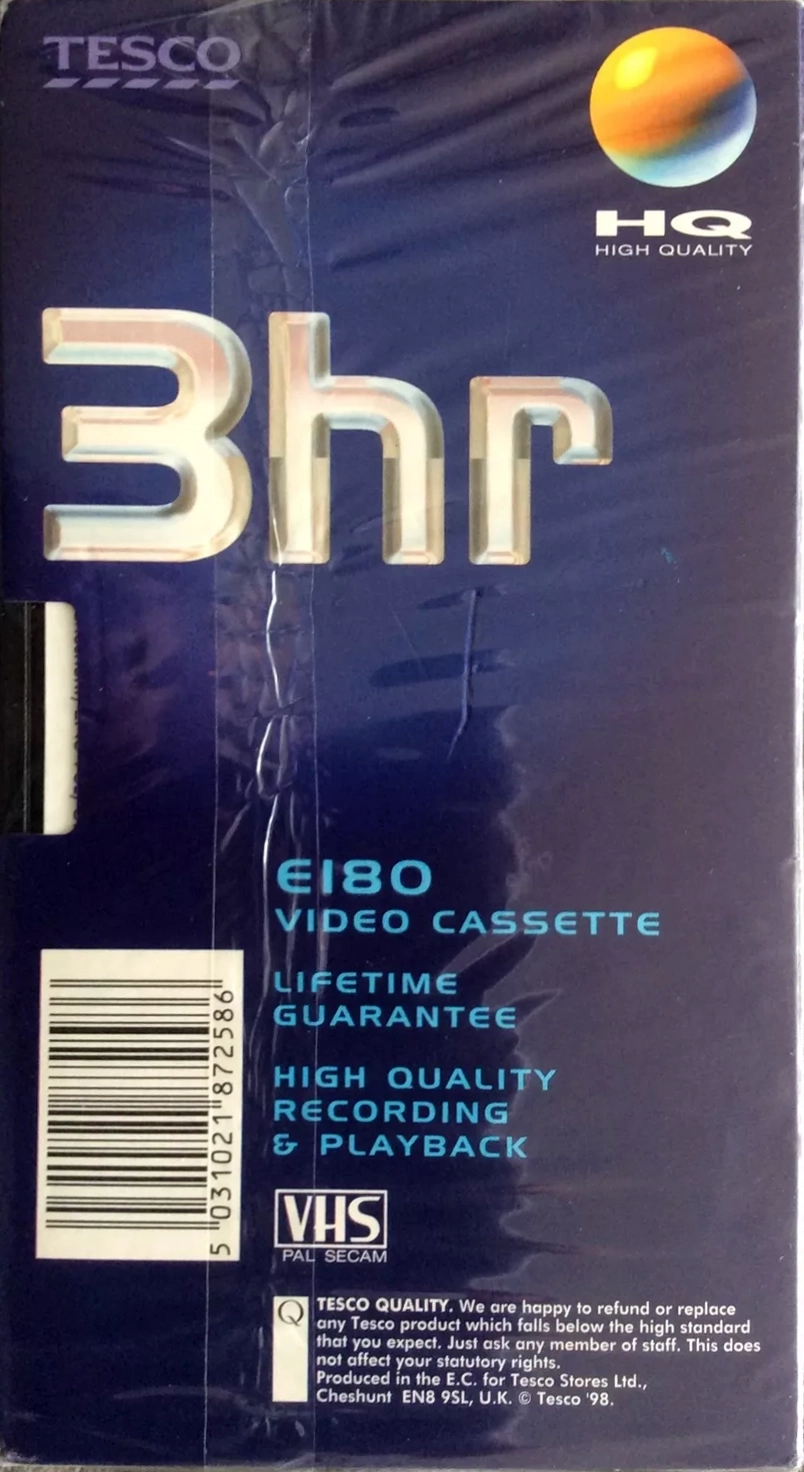 TESCO
HQ
HIGH QUALITY
3hr
E180
VIDEO CASSETTE
LIFETIME
GUARANTEE
HIGH QUALITY
RECORDING
& PLAYBACK
5 031021 872586
VHS
PAL SECAM
Q
TESCO QUALITY. We are happy to refund or replace
any Tesco product which falls below the high standard
that you expect. Just ask any member of staff. This does
not affect your statutory rights.
Produced in the E.C. for Tesco Stores Ltd.,
Cheshunt EN8 9SL, U.K. © Tesco '98.